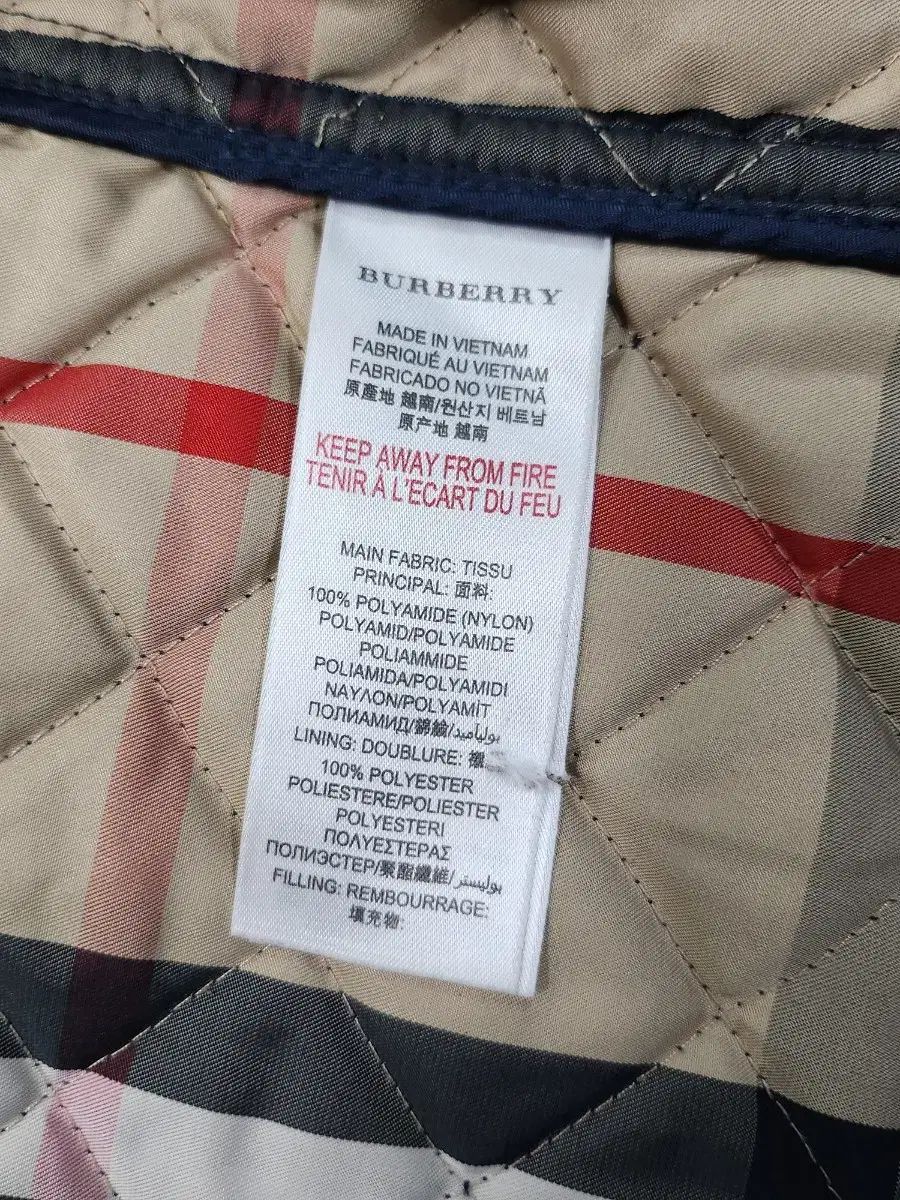 BURBERRY
MADE IN VIETNAM
FABRIQUÉ AU VIETNAM
FABRICADO NO VIETNÃ
原產地 越南/원산지 베트남
原产地 越南
KEEP AWAY FROM FIRE
TENIR À L'ECART DU FEU
MAIN FABRIC: TISSU
PRINCIPAL: 面料:
100% POLYAMIDE (NYLON)
POLYAMID/POLYAMIDE
POLIAMMIDE
POLIAMIDA/POLYAMIDI
ΝΑΥΛΟΝ/POLYAMİT
ПОЛИАМИД/錦綸/بولياميد
LINING: DOUBLURE:
100% POLYESTER
POLIESTERE/POLIESTER
POLYESTERI
ΠΟΛΥΕΣΤΕΡΑΣ
ПОЛИЭСТЕР/聚酯纖維/بوليستر
FILLING: REMBOURRAGE:
填充物: